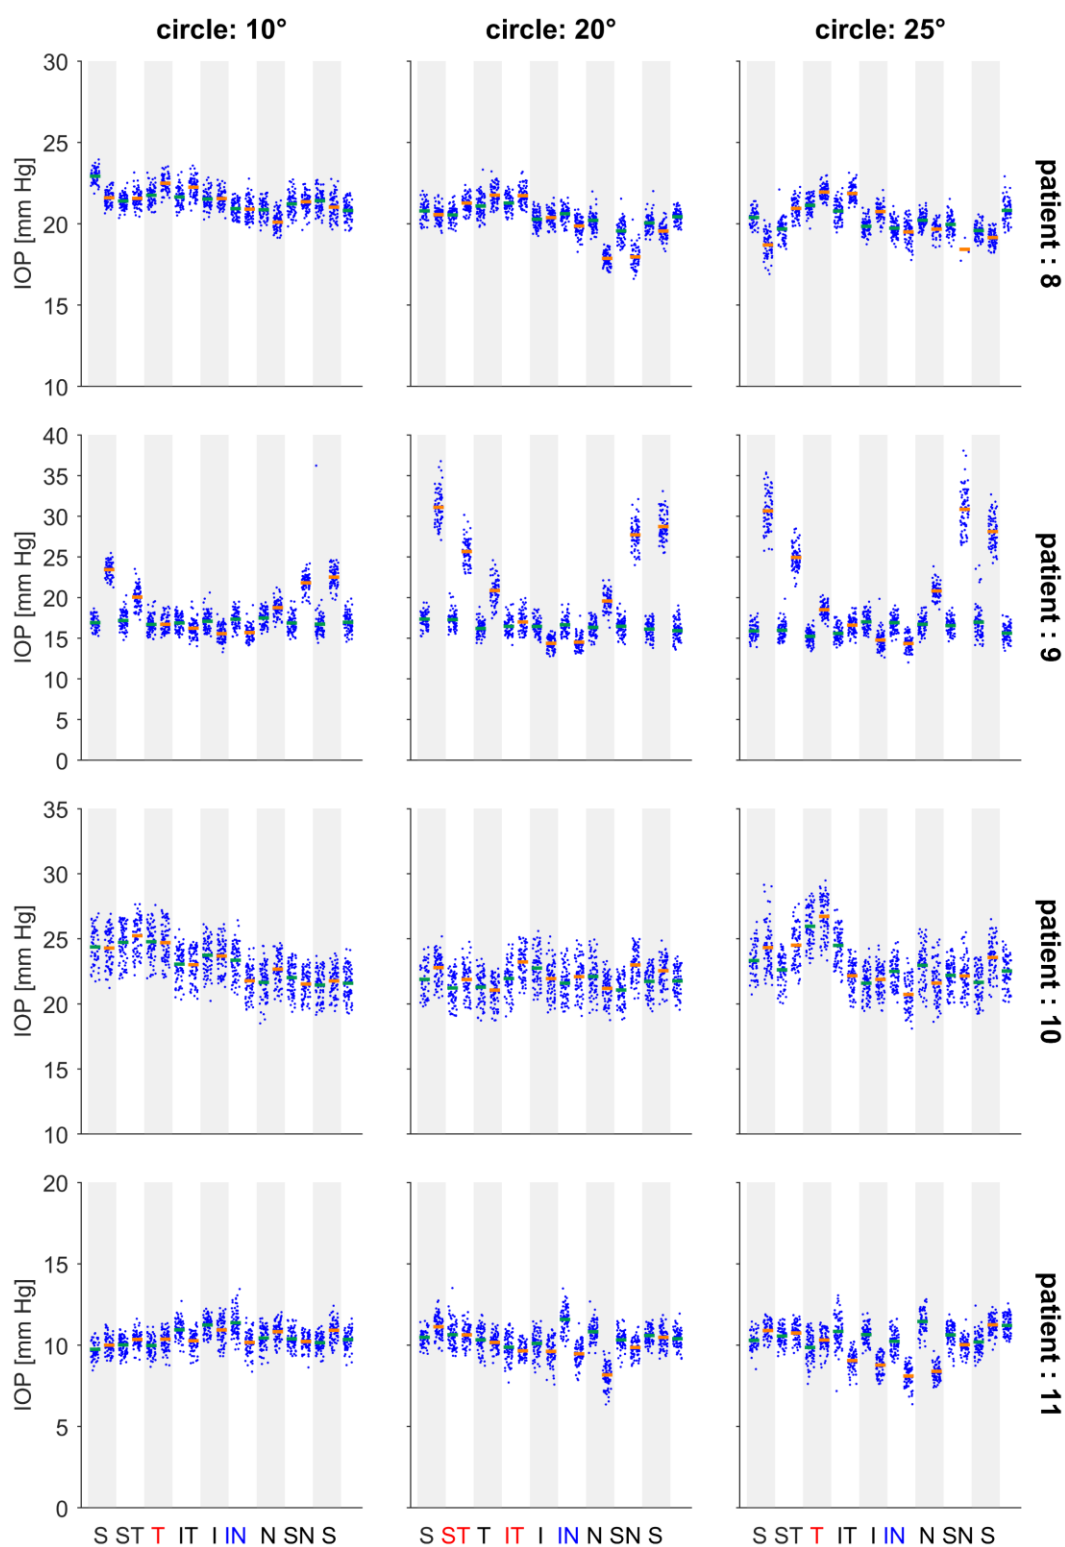 circle: 10° circle: 20° circle: 25°
30
25
20
15
10
IOP [mm Hg]
patient : 8
40
35
30
25
20
15
10
5
0
IOP [mm Hg]
patient : 9
35
30
25
20
15
10
IOP [mm Hg]
patient : 10
20
15
10
5
0
IOP [mm Hg]
patient : 11
S ST T IT I IN N SN S S ST T IT I IN N SN S S ST T IT I IN N SN S